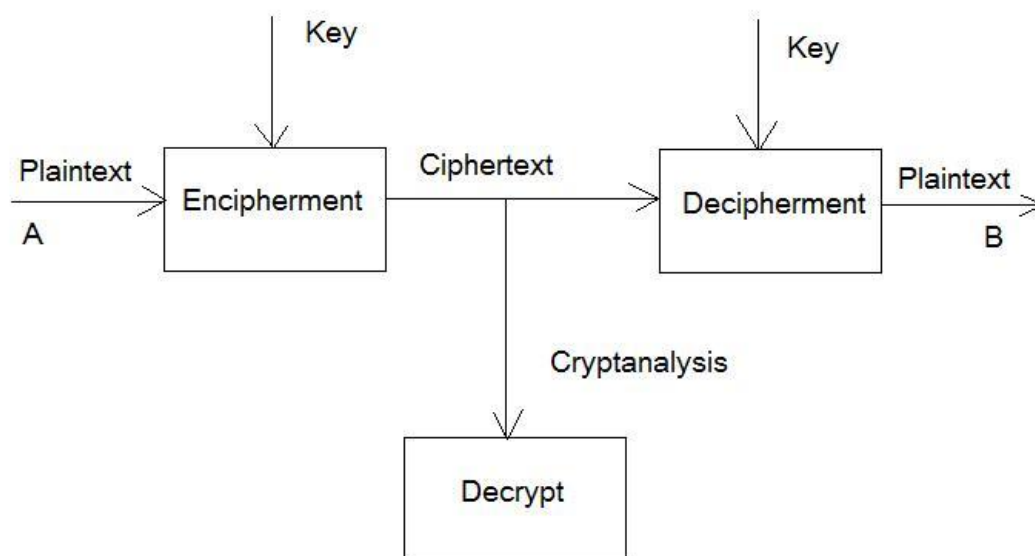 Key
Key
Plaintext
Encipherment
Ciphertext
Decipherment
Plaintext
A
B
Cryptanalysis
Decrypt